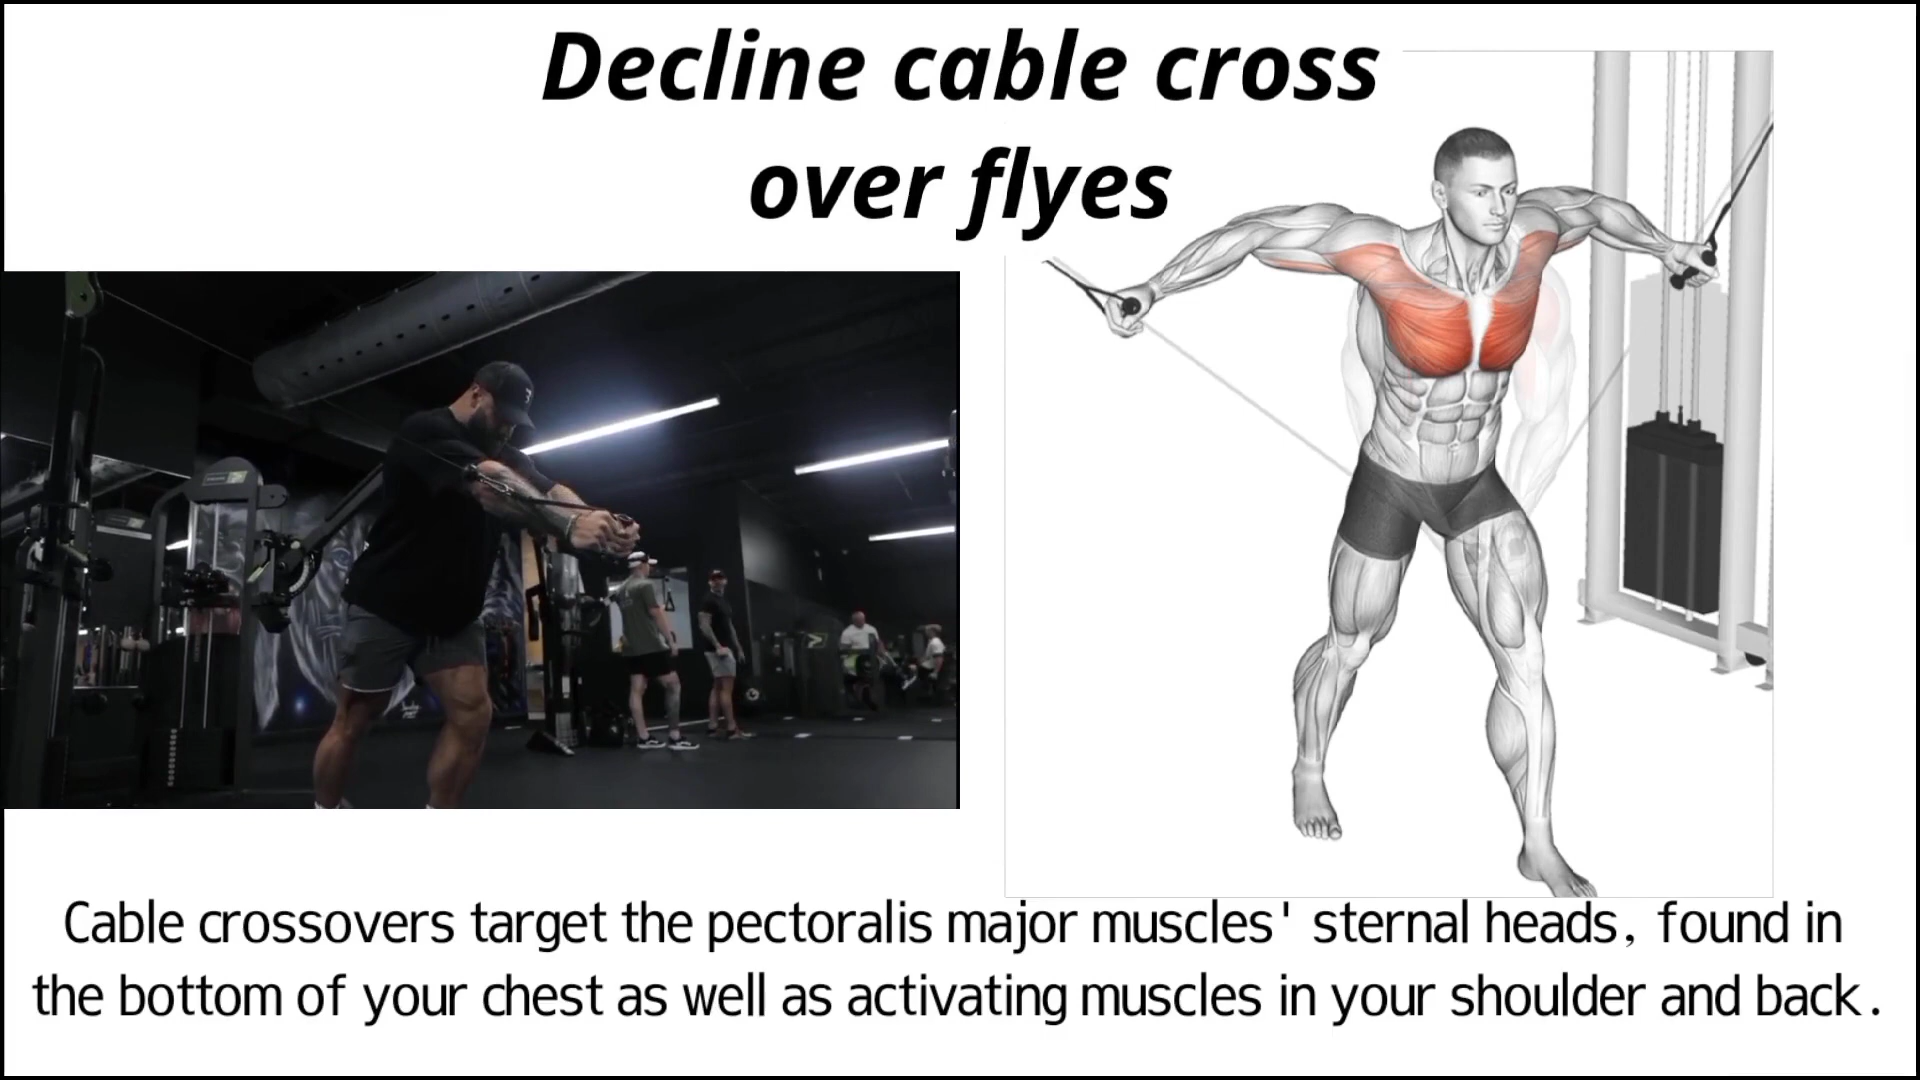 Decline cable cross
over flyes
Cable crossovers target the pectoralis major muscles' sternal heads, found in
the bottom of your chest as well as activating muscles in your shoulder and back.